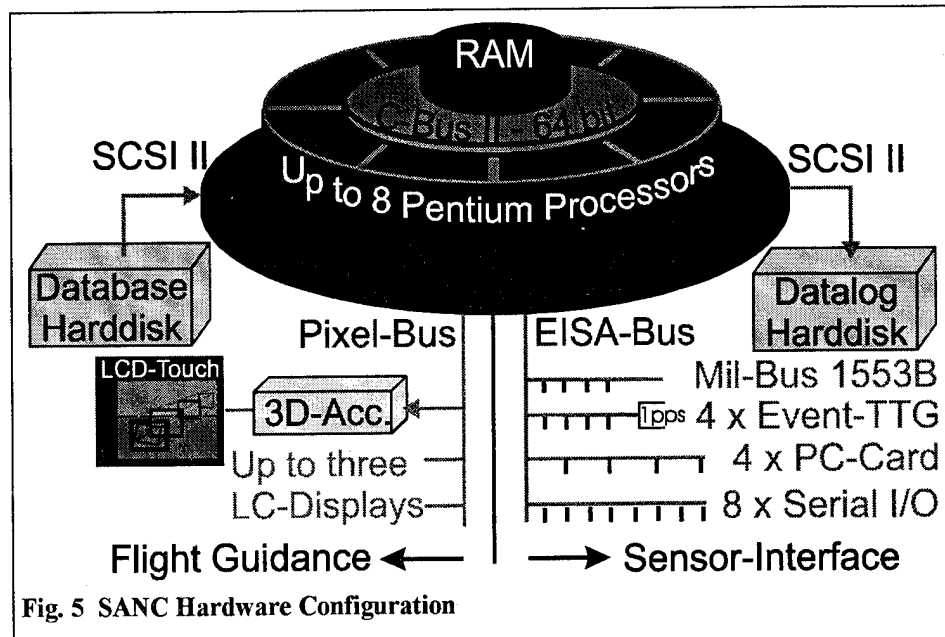 RAM
C-Bus II - 64 bit
Up to 8 Pentium Processors
SCSI II
SCSI II
Database
Harddisk
Datalog
Harddisk
Pixel-Bus
EISA-Bus
LCD-Touch
3D-Acc.
Up to three
LC-Displays
Mil-Bus 1553B
1pps 4 x Event-TTG
4 x PC-Card
8 x Serial I/O
Flight Guidance
Sensor-Interface
Fig. 5 SANC Hardware Configuration